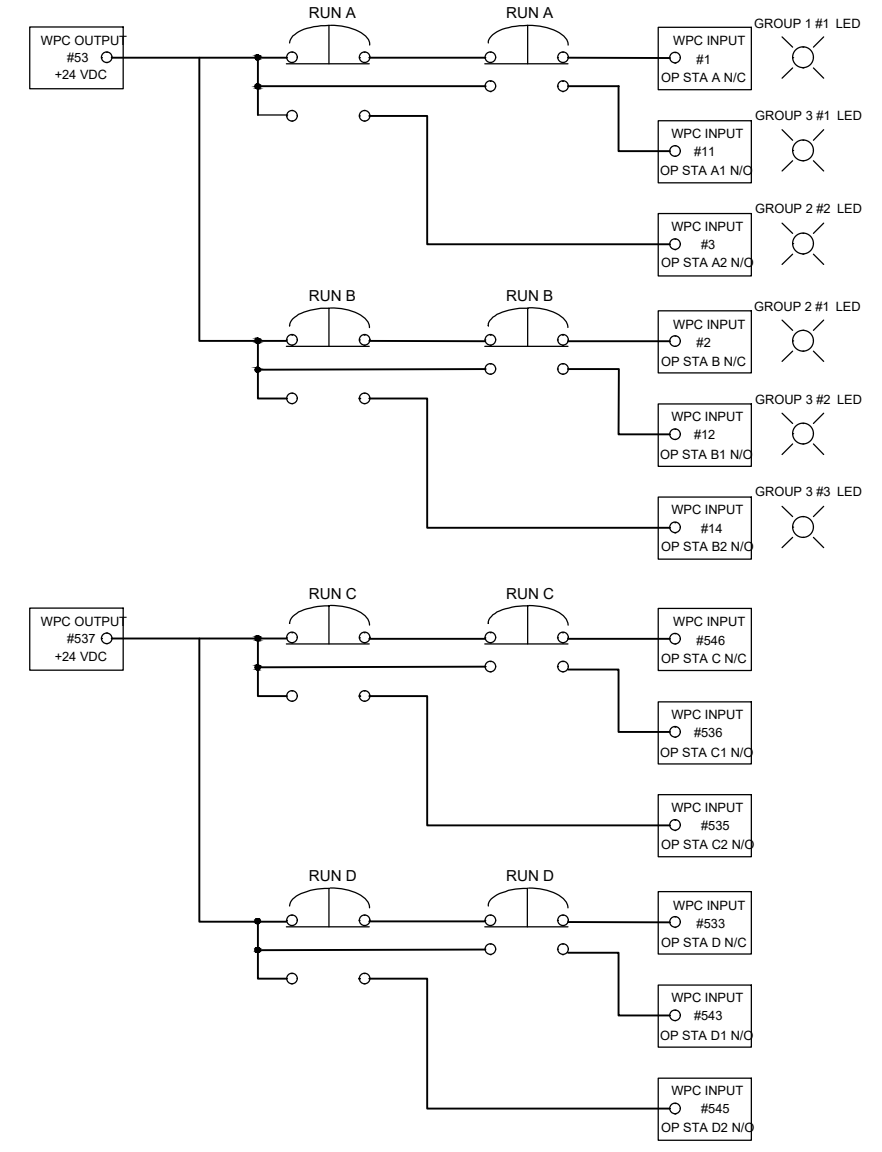 RUN A
RUN A
GROUP 1 #1 LED
WPC OUTPUT
#53
+24 VDC
WPC INPUT
#1
OP STA A N/C
GROUP 3 #1 LED
WPC INPUT
#11
OP STA A1 N/O
GROUP 2 #2 LED
WPC INPUT
#3
OP STA A2 N/O
RUN B
RUN B
GROUP 2 #1 LED
WPC INPUT
#2
OP STA B N/C
GROUP 3 #2 LED
WPC INPUT
#12
OP STA B1 N/O
GROUP 3 #3 LED
WPC INPUT
#14
OP STA B2 N/O
RUN C
RUN C
WPC OUTPUT
#537
+24 VDC
WPC INPUT
#546
OP STA C N/C
WPC INPUT
#536
OP STA C1 N/O
WPC INPUT
#535
OP STA C2 N/O
RUN D
RUN D
WPC INPUT
#533
OP STA D N/C
WPC INPUT
#543
OP STA D1 N/O
WPC INPUT
#545
OP STA D2 N/O